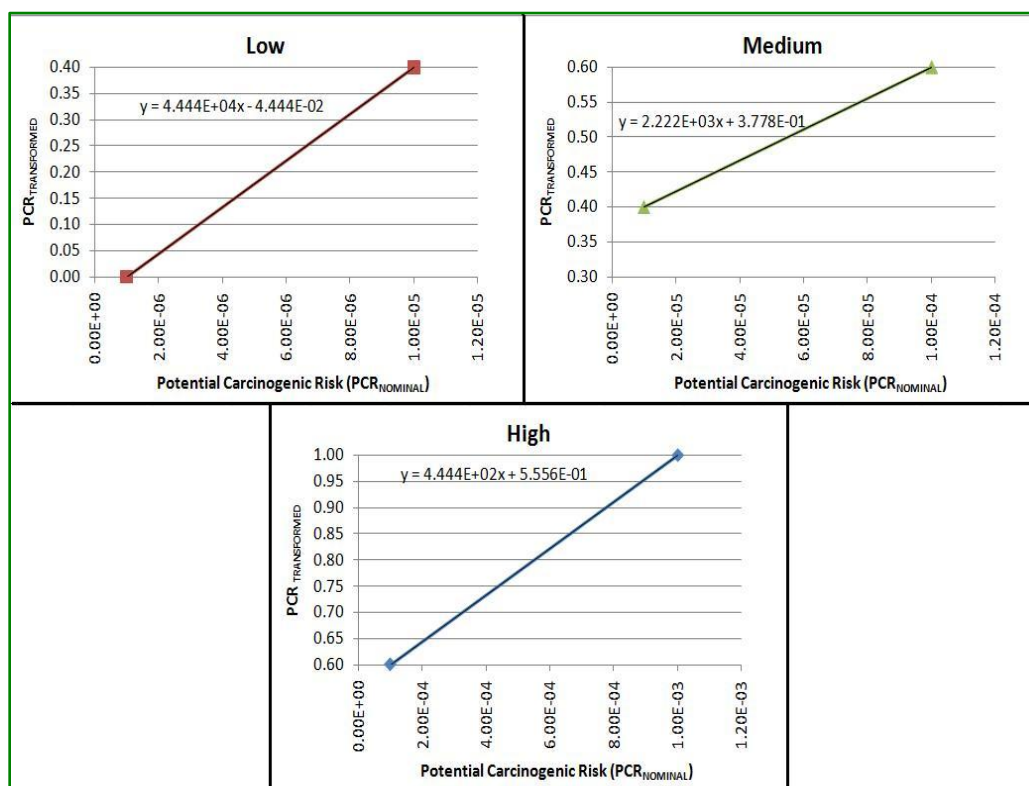 Low
0.40
0.35
0.30
0.25
0.20
0.15
0.10
0.05
0.00
y = 4.444E+04x - 4.444E-02
PCRTRANSFORMED
0.00E+00
2.00E-06
4.00E-06
6.00E-06
8.00E-06
1.00E-05
1.20E-05
Potential Carcinogenic Risk (PCRNOMINAL)
Medium
0.60
0.55
0.50
0.45
0.40
0.35
0.30
y = 2.222E+03x + 3.778E-01
PCRTRANSFORMED
0.00E+00
2.00E-05
4.00E-05
6.00E-05
8.00E-05
1.00E-04
1.20E-04
Potential Carcinogenic Risk (PCRNOMINAL)
High
1.00
0.95
0.90
0.85
0.80
0.75
0.70
0.65
0.60
y = 4.444E+02x + 5.556E-01
PCR TRANSFORMED
0.00E+00
2.00E-04
4.00E-04
6.00E-04
8.00E-04
1.00E-03
1.20E-03
Potential Carcinogenic Risk (PCRNOMINAL)